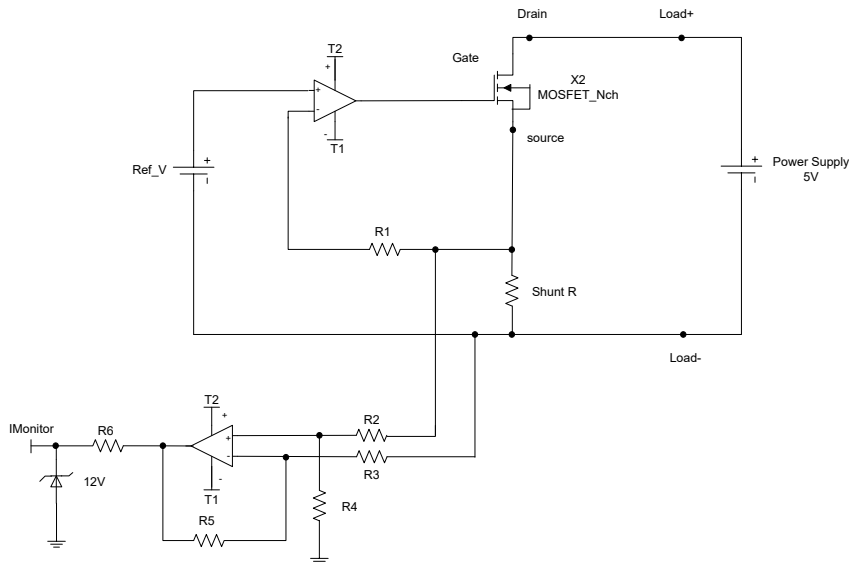 Drain
Load+
T2
+
Gate
X2
MOSFET_Nch
+
-
-
T1
source
Ref_V
+
-
+
-
Power Supply
5V
R1
Shunt R
Load-
T2
+
IMonitor
R6
R2
+
-
R3
12V
T1
-
R4
R5